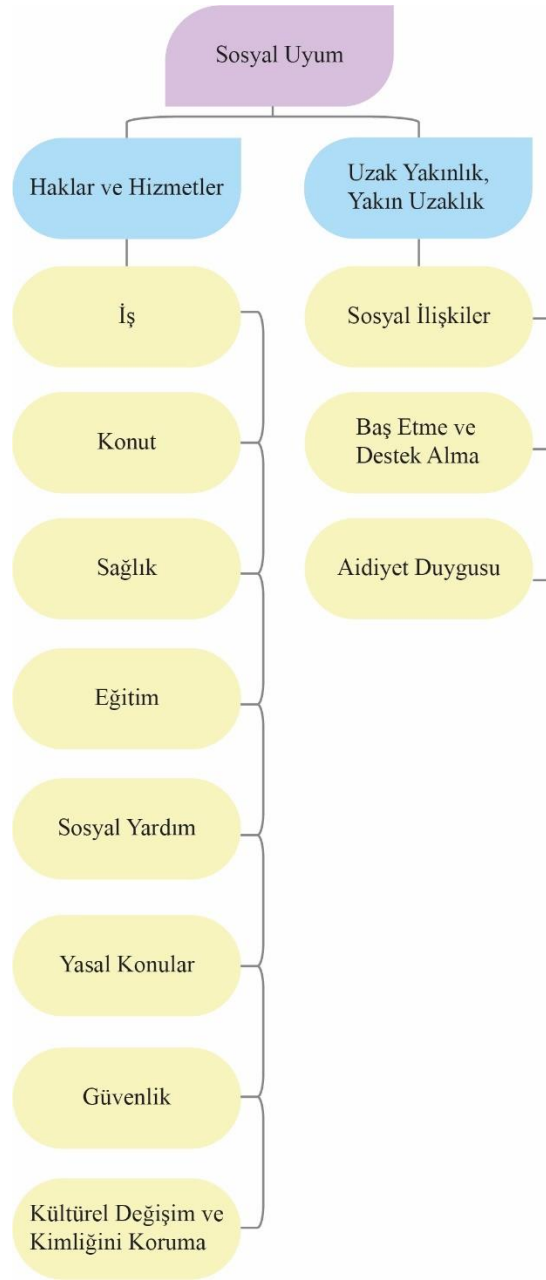 Sosyal Uyum
Haklar ve Hizmetler
Uzak Yakınlık,
Yakın Uzaklık
İş
Konut
Sağlık
Eğitim
Sosyal Yardım
Yasal Konular
Güvenlik
Kültürel Değişim ve
Kimliğini Koruma
Sosyal İlişkiler
Baş Etme ve
Destek Alma
Aidiyet Duygusu